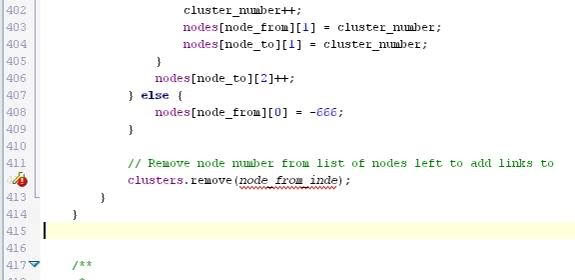 402 cluster_number++;
403 nodes[node_from][1] = cluster_number;
404 nodes[node_to][1] = cluster_number;
405 }
406 nodes[node_to][2]++;
407 } else {
408 nodes[node_from][0] = -666;
409 }
410
411 // Remove node number from list of nodes left to add links to
clusters.remove(node_from_inde);
413 }
414 }
415
416
417 /**